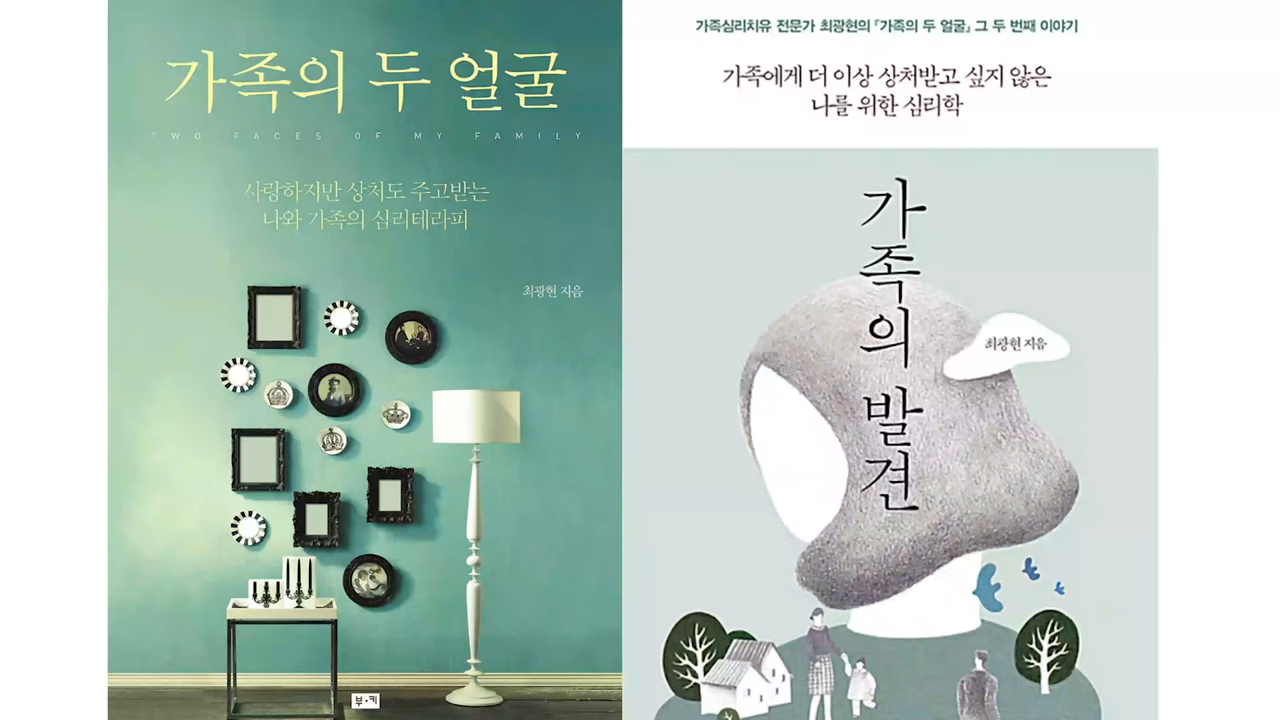 가족의 두 얼굴
TWO FACES OF MY FAMILY
사랑하지만 상처도 주고받는
나와 가족의 심리테라피
최광현 지음
부·키
가족심리치유 전문가 최광현의 『가족의 두 얼굴』 그 두 번째 이야기
가족에게 더 이상 상처받고 싶지 않은
나를 위한 심리학
가족의 발견
최광현 지음